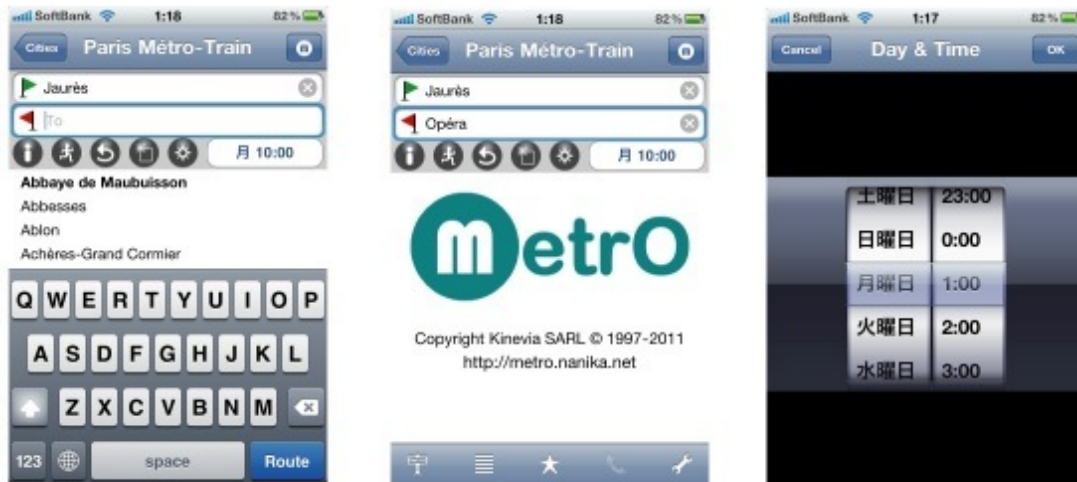 SoftBank 1:18 82%
Cities Paris Métro-Train
Jaurès
To
月 10:00
Abbaye de Maubuisson
Abbesses
Ablon
Achères-Grand Cormier
Q W E R T Y U I O P
A S D F G H J K L
Z X C V B N M
123 space Route
SoftBank 1:18 82%
Cities Paris Métro-Train
Jaurès
Opéra
月 10:00
metrO
Copyright Kinevia SARL © 1997-2011
http://metro.nanika.net
SoftBank 1:17 82%
Cancel Day & Time OK
土曜日 23:00
日曜日 0:00
月曜日 1:00
火曜日 2:00
水曜日 3:00